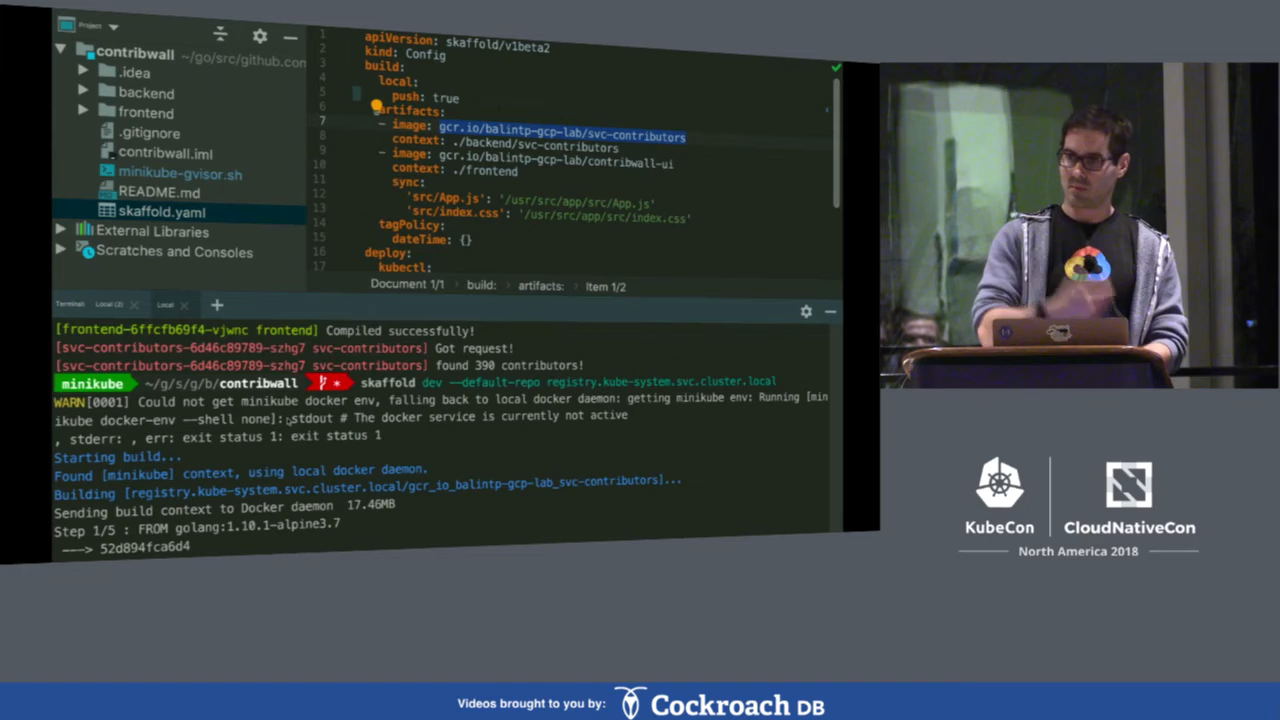 Project
contribwall ~/go/src/github.com
.idea
backend
frontend
.gitignore
contribwall.iml
minikube-gvisor.sh
README.md
skaffold.yaml
External Libraries
Scratches and Consoles
1 apiVersion: skaffold/v1beta2
2 kind: Config
3 build:
4 local:
5 push: true
6 artifacts:
7 - image: gcr.io/balintp-gcp-lab/svc-contributors
8 context: ./backend/svc-contributors
9 - image: gcr.io/balintp-gcp-lab/contribwall-ui
10 context: ./frontend
11 sync:
12 'src/App.js': '/usr/src/app/src/App.js'
13 'src/index.css': '/usr/src/app/src/index.css'
14 tagPolicy:
15 dateTime: {}
16 deploy:
17 kubectl:
Document 1/1 › build: › artifacts: › Item 1/2
Terminal: Local (2) × Local × +
[frontend-6ffcfb69f4-vjwnc frontend] Compiled successfully!
[svc-contributors-6d46c89789-szhg7 svc-contributors] Got request!
[svc-contributors-6d46c89789-szhg7 svc-contributors] found 390 contributors!
minikube ~/g/s/g/b/contribwall * skaffold dev --default-repo registry.kube-system.svc.cluster.local
WARN[0001] Could not get minikube docker env, falling back to local docker daemon: getting minikube env: Running [min
ikube docker-env --shell none]: stdout # The docker service is currently not active
, stderr: , err: exit status 1: exit status 1
Starting build...
Found [minikube] context, using local docker daemon.
Building [registry.kube-system.svc.cluster.local/gcr_io_balintp-gcp-lab_svc-contributors]...
Sending build context to Docker daemon 17.46MB
Step 1/5 : FROM golang:1.10.1-alpine3.7
---> 52d894fca6d4
KubeCon
CloudNativeCon
North America 2018
Videos brought to you by: Cockroach DB